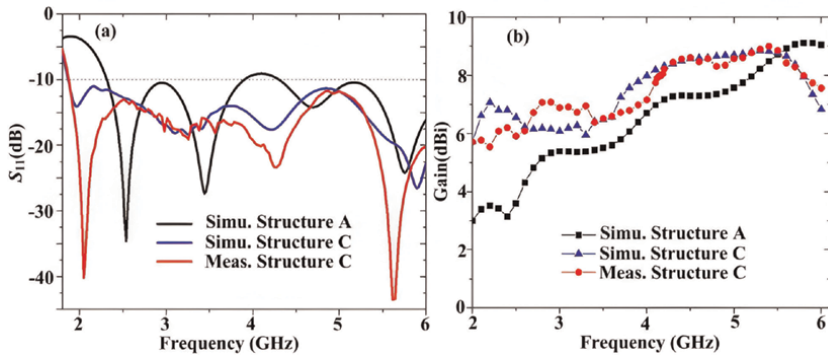 (a)
0
-10
-20
-30
-40
S11(dB)
Simu. Structure A
Simu. Structure C
Meas. Structure C
2
3
4
5
6
Frequency (GHz)
(b)
10
8
6
4
2
0
Gain(dBi)
Simu. Structure A
Simu. Structure C
Meas. Structure C
2
3
4
5
6
Frequency (GHz)